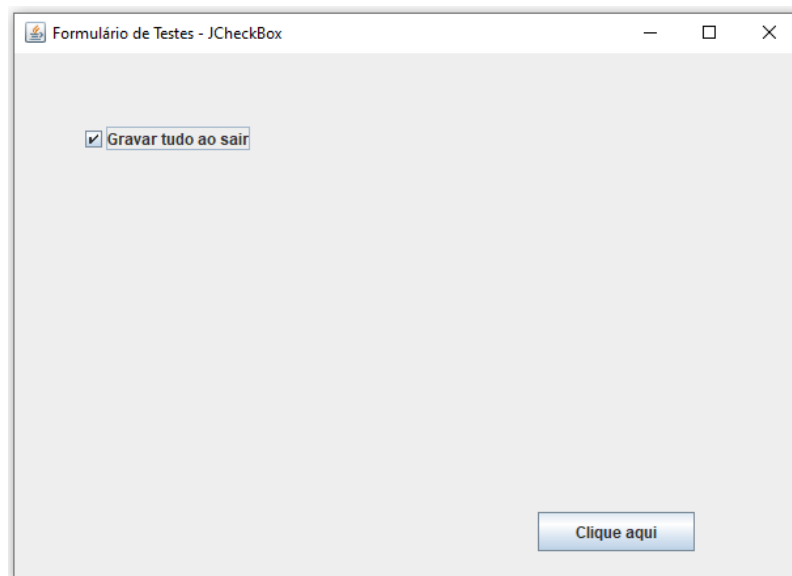 Formulário de Testes - JCheckBox
Gravar tudo ao sair
Clique aqui